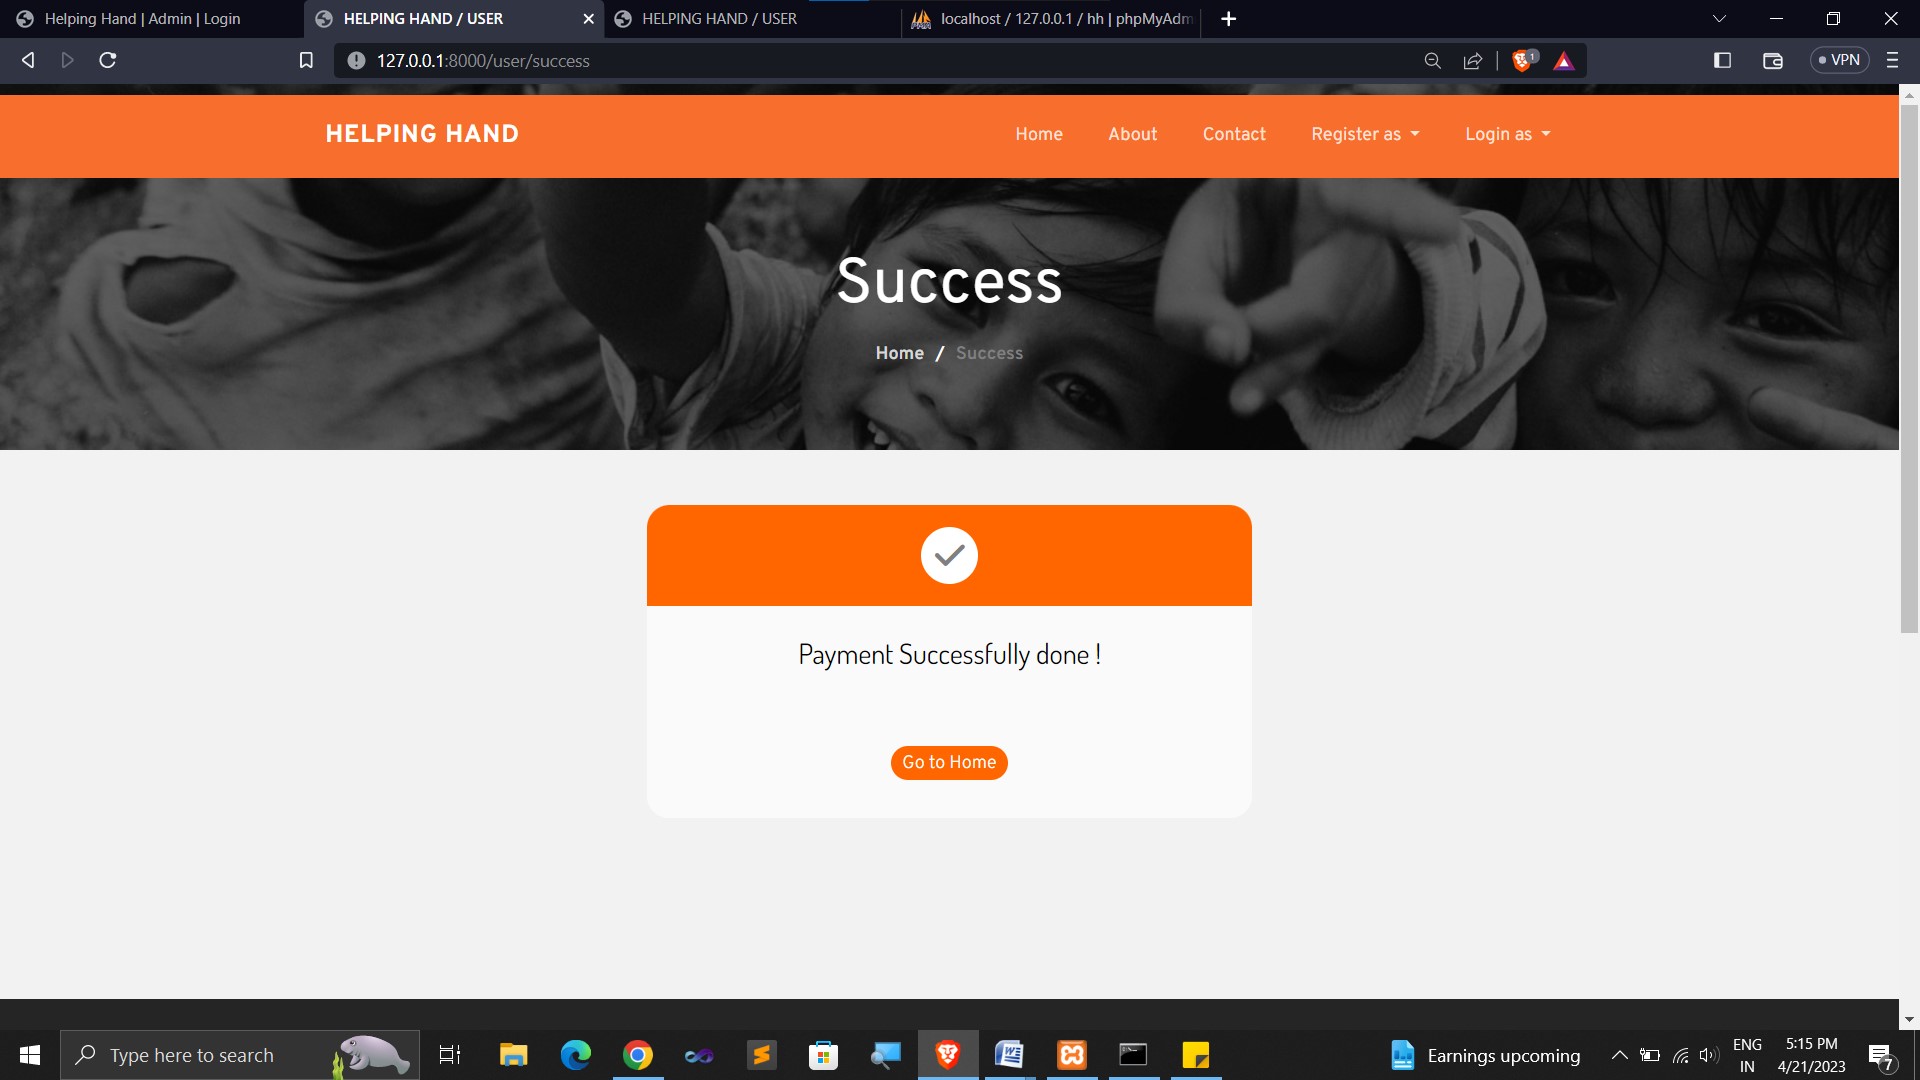 Helping Hand | Admin | Login
HELPING HAND / USER
HELPING HAND / USER
localhost / 127.0.0.1 / hh | phpMyAdm
127.0.0.1:8000/user/success
1
VPN
HELPING HAND
Home
About
Contact
Register as
Login as
Success
Home / Success
Payment Successfully done !
Go to Home
Type here to search
Earnings upcoming
ENG
IN
5:15 PM
4/21/2023
7